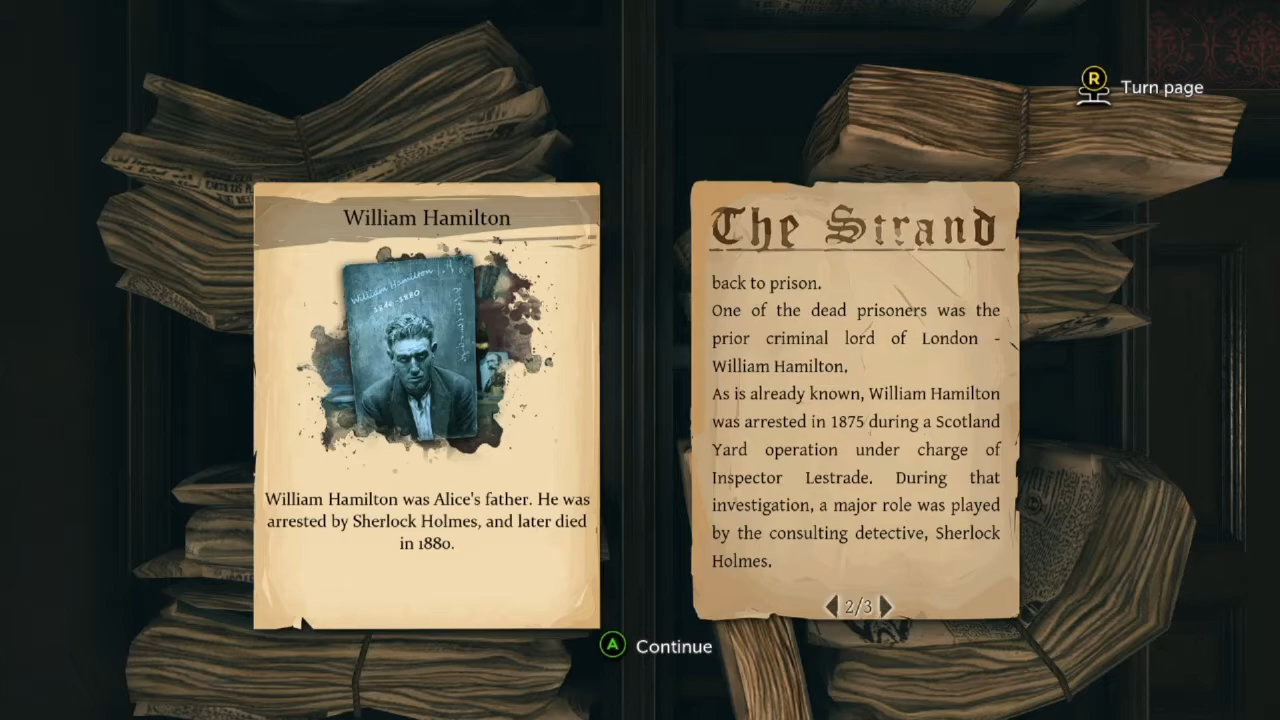 R Turn page
William Hamilton
William Hamilton
William Hamilton was Alice's father. He was
arrested by Sherlock Holmes, and later died
in 1880.
The Strand
back to prison.
One of the dead prisoners was the
prior criminal lord of London -
William Hamilton.
As is already known, William Hamilton
was arrested in 1875 during a Scotland
Yard operation under charge of
Inspector Lestrade. During that
investigation, a major role was played
by the consulting detective, Sherlock
Holmes.
2/3
A Continue